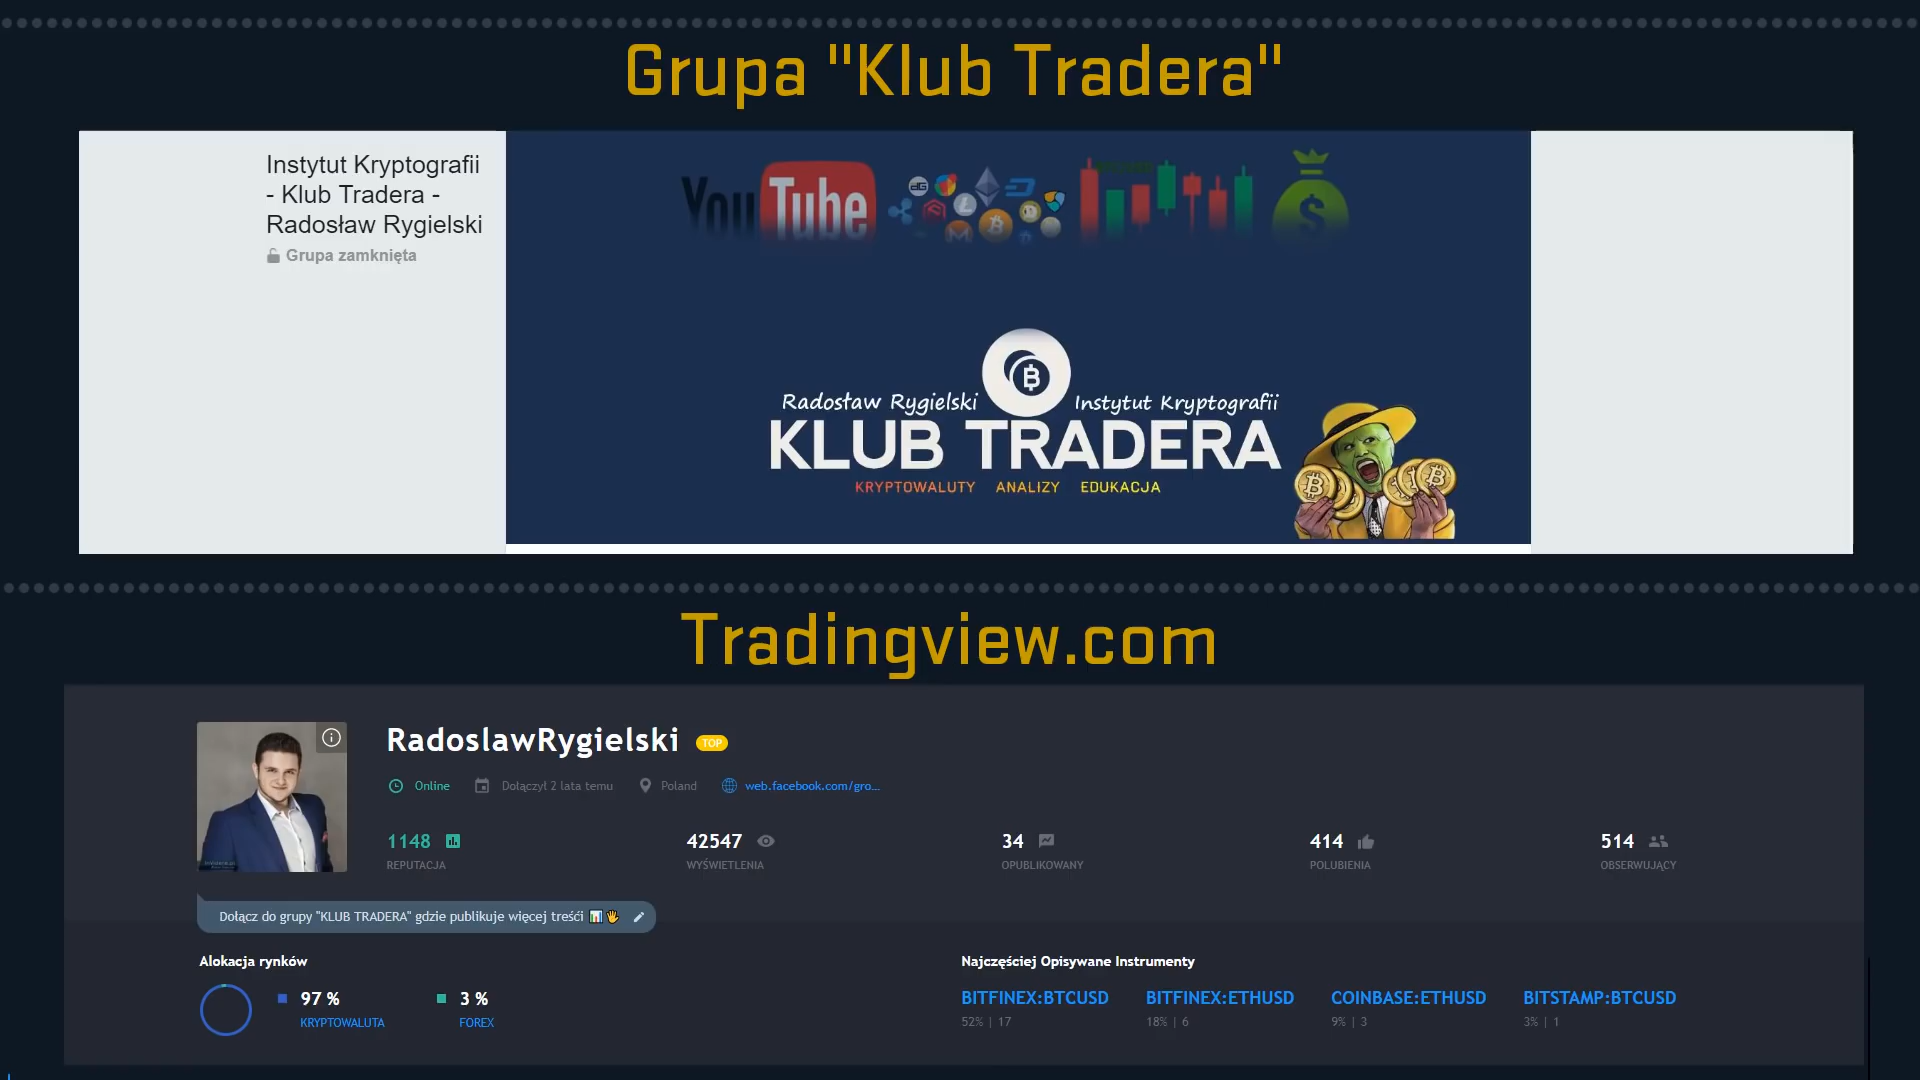 Grupa "Klub Tradera"
Instytut Kryptografii
- Klub Tradera -
Radosław Rygielski
Grupa zamknięta
YouTube
Radosław Rygielski
Instytut Kryptografii
KLUB TRADERA
KRYPTOWALUTY ANALIZY EDUKACJA
Tradingview.com
RadoslawRygielski TOP
Online Dołączył 2 lata temu Poland web.facebook.com/gro...
1148 42547 34 414 514
REPUTACJA WYŚWIETLENIA OPUBLIKOWANY POLUBIENIA OBSERWUJĄCY
Dołącz do grupy "KLUB TRADERA" gdzie publikuje więcej treśći
Alokacja rynków
97 % 3 %
KRYPTOWALUTA FOREX
Najczęściej Opisywane Instrumenty
BITFINEX:BTCUSD BITFINEX:ETHUSD COINBASE:ETHUSD BITSTAMP:BTCUSD
52% | 17 18% | 6 9% | 3 3% | 1